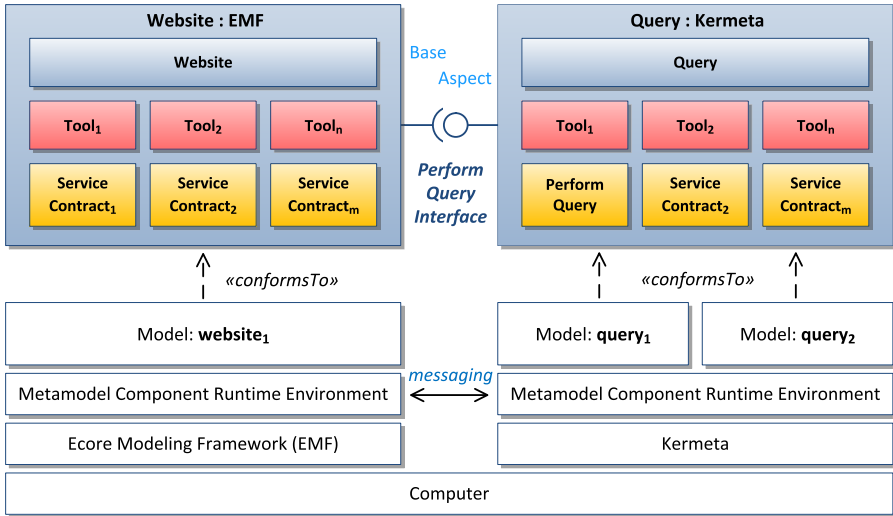 Website : EMF
Website
Tool₁
Tool₂
Toolₙ
Service
Contract₁
Service
Contract₂
Service
Contractₘ
Base
Aspect
Perform
Query
Interface
Query : Kermeta
Query
Tool₁
Tool₂
Toolₙ
Perform
Query
Service
Contract₂
Service
Contractₘ
«conformsTo»
«conformsTo»
Model: website₁
Model: query₁
Model: query₂
Metamodel Component Runtime Environment
messaging
Metamodel Component Runtime Environment
Ecore Modeling Framework (EMF)
Kermeta
Computer